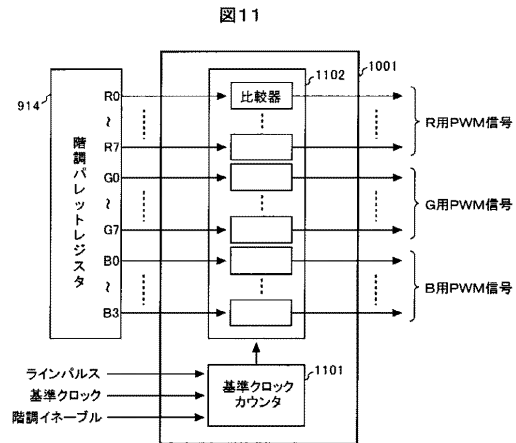 図11
1102
1001
914
R0
比較器
~
R7
R用PWM信号
G0
~
G7
G用PWM信号
B0
~
B3
B用PWM信号
階調パレットレジスタ
ラインパルス
基準クロック
階調イネーブル
1101
基準クロック
カウンタ